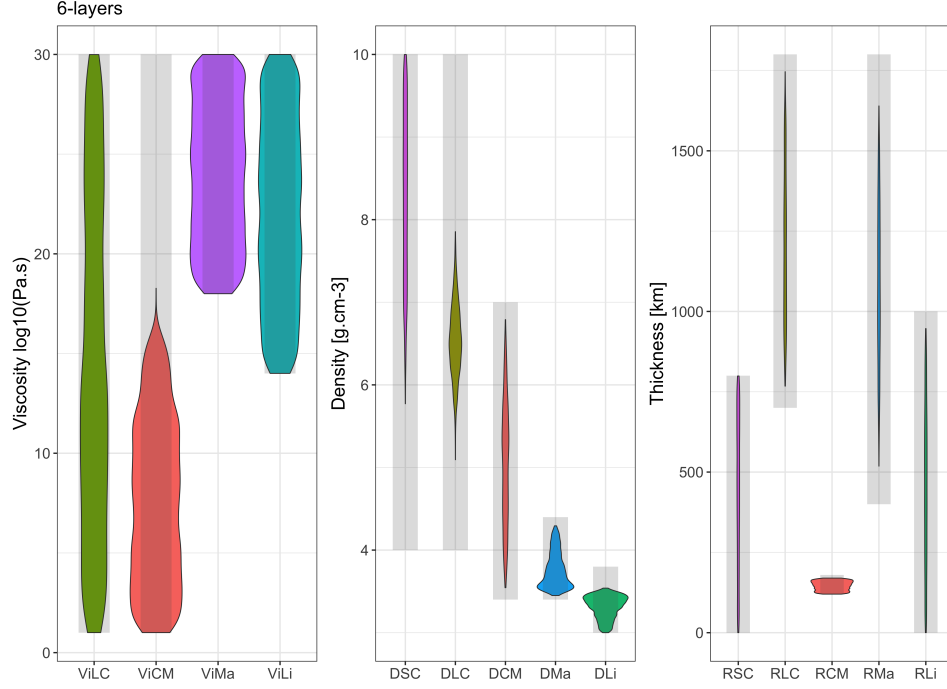 6-layers
Viscosity log10(Pa.s)
30
20
10
0
ViLC ViCM ViMa ViLi
Density [g.cm-3]
10
8
6
4
DSC DLC DCM DMa DLi
Thickness [km]
1500
1000
500
0
RSC RLC RCM RMa RLi